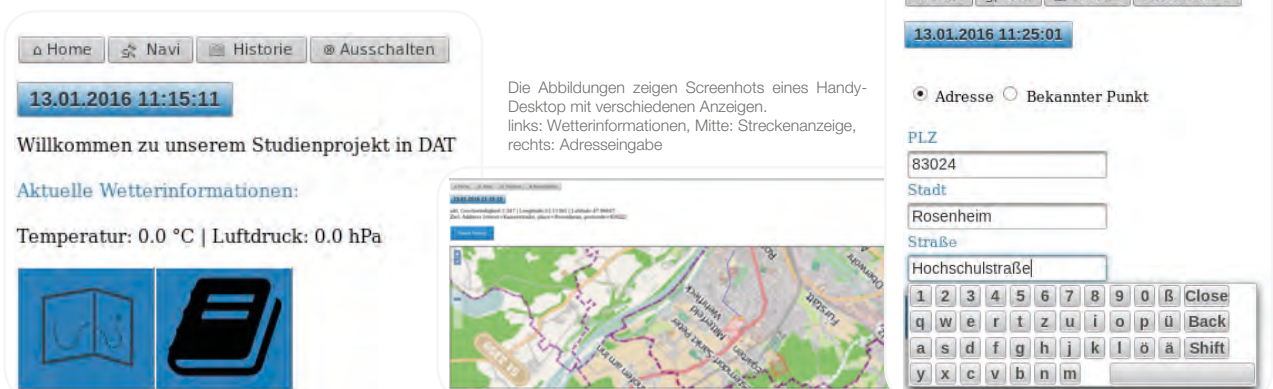 Home Navi Historie Ausschalten
13.01.2016 11:15:11
Willkommen zu unserem Studienprojekt in DAT
Aktuelle Wetterinformationen:
Temperatur: 0.0 °C | Luftdruck: 0.0 hPa
Die Abbildungen zeigen Screenhots eines Handy-
Desktop mit verschiedenen Anzeigen.
links: Wetterinformationen, Mitte: Streckenanzeige,
rechts: Adresseingabe
13.01.2016 11:25:01
Adresse Bekannter Punkt
PLZ
83024
Stadt
Rosenheim
Straße
Hochschulstraße
1 2 3 4 5 6 7 8 9 0 ß Close
q w e r t z u i o p ü Back
a s d f g h j k l ö ä Shift
y x c v b n m